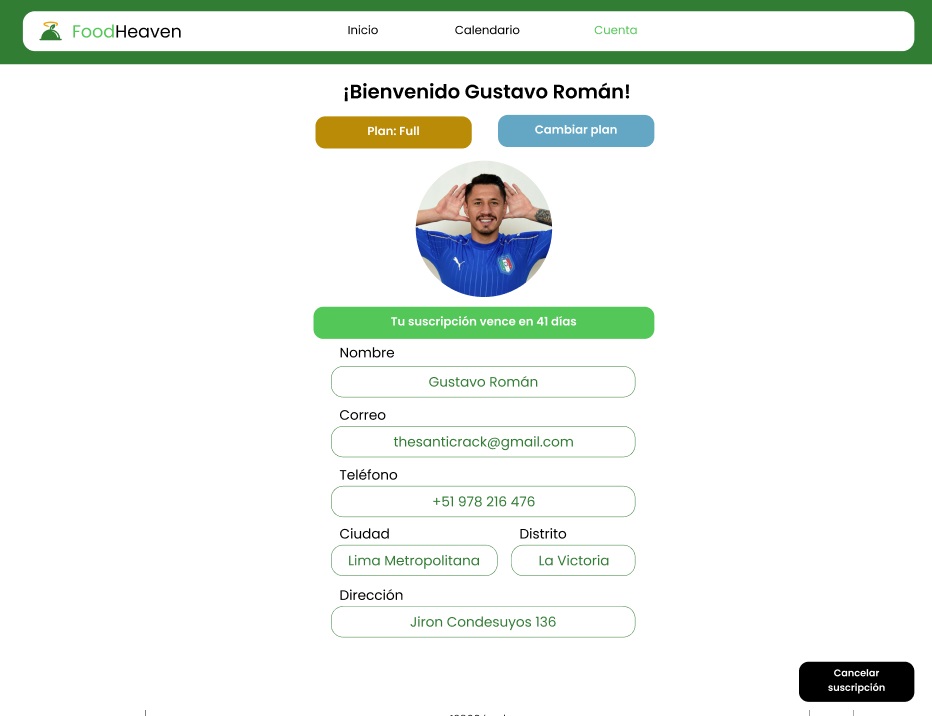 FoodHeaven
Inicio
Calendario
Cuenta
¡Bienvenido Gustavo Román!
Plan: Full
Cambiar plan
Tu suscripción vence en 41 días
Nombre
Gustavo Román
Correo
thesanticrack@gmail.com
Teléfono
+51 978 216 476
Ciudad
Distrito
Lima Metropolitana
La Victoria
Dirección
Jiron Condesuyos 136
Cancelar
suscripción